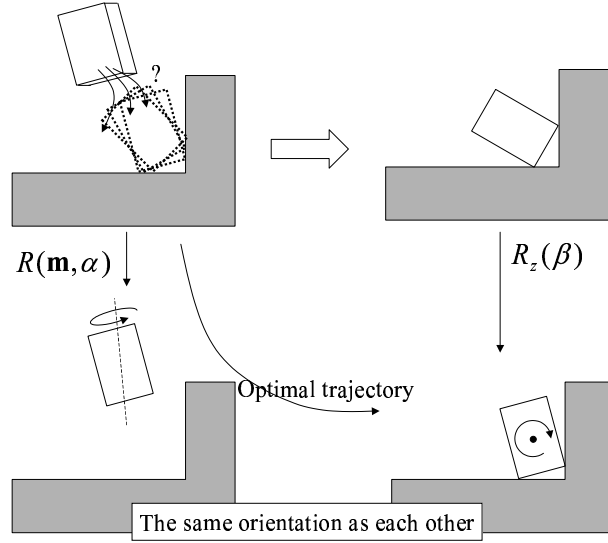 ?
R(m,α)
R_z(β)
Optimal trajectory
The same orientation as each other